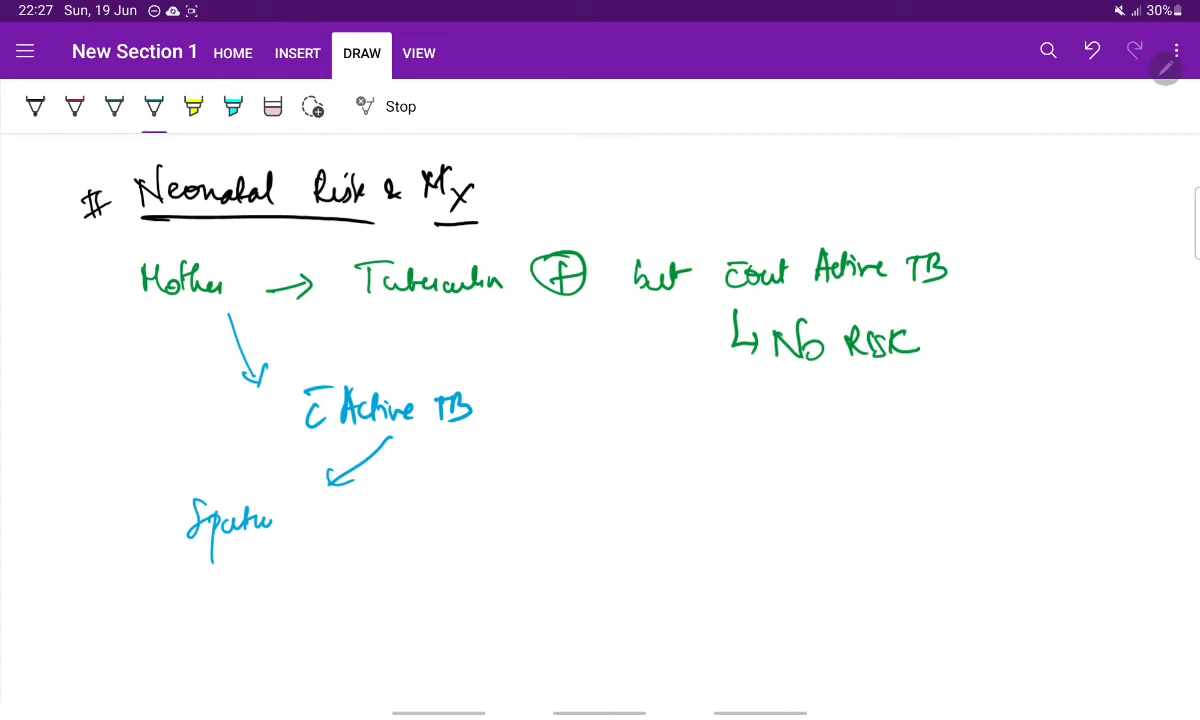 22:27 Sun, 19 Jun 30%
New Section 1 HOME INSERT DRAW VIEW
Stop
# Neonatal Risk & Mx
Mother → Tuberculin ⊕ but c̄out Active TB
↳ No RISK
c̄ Active TB
Sputu